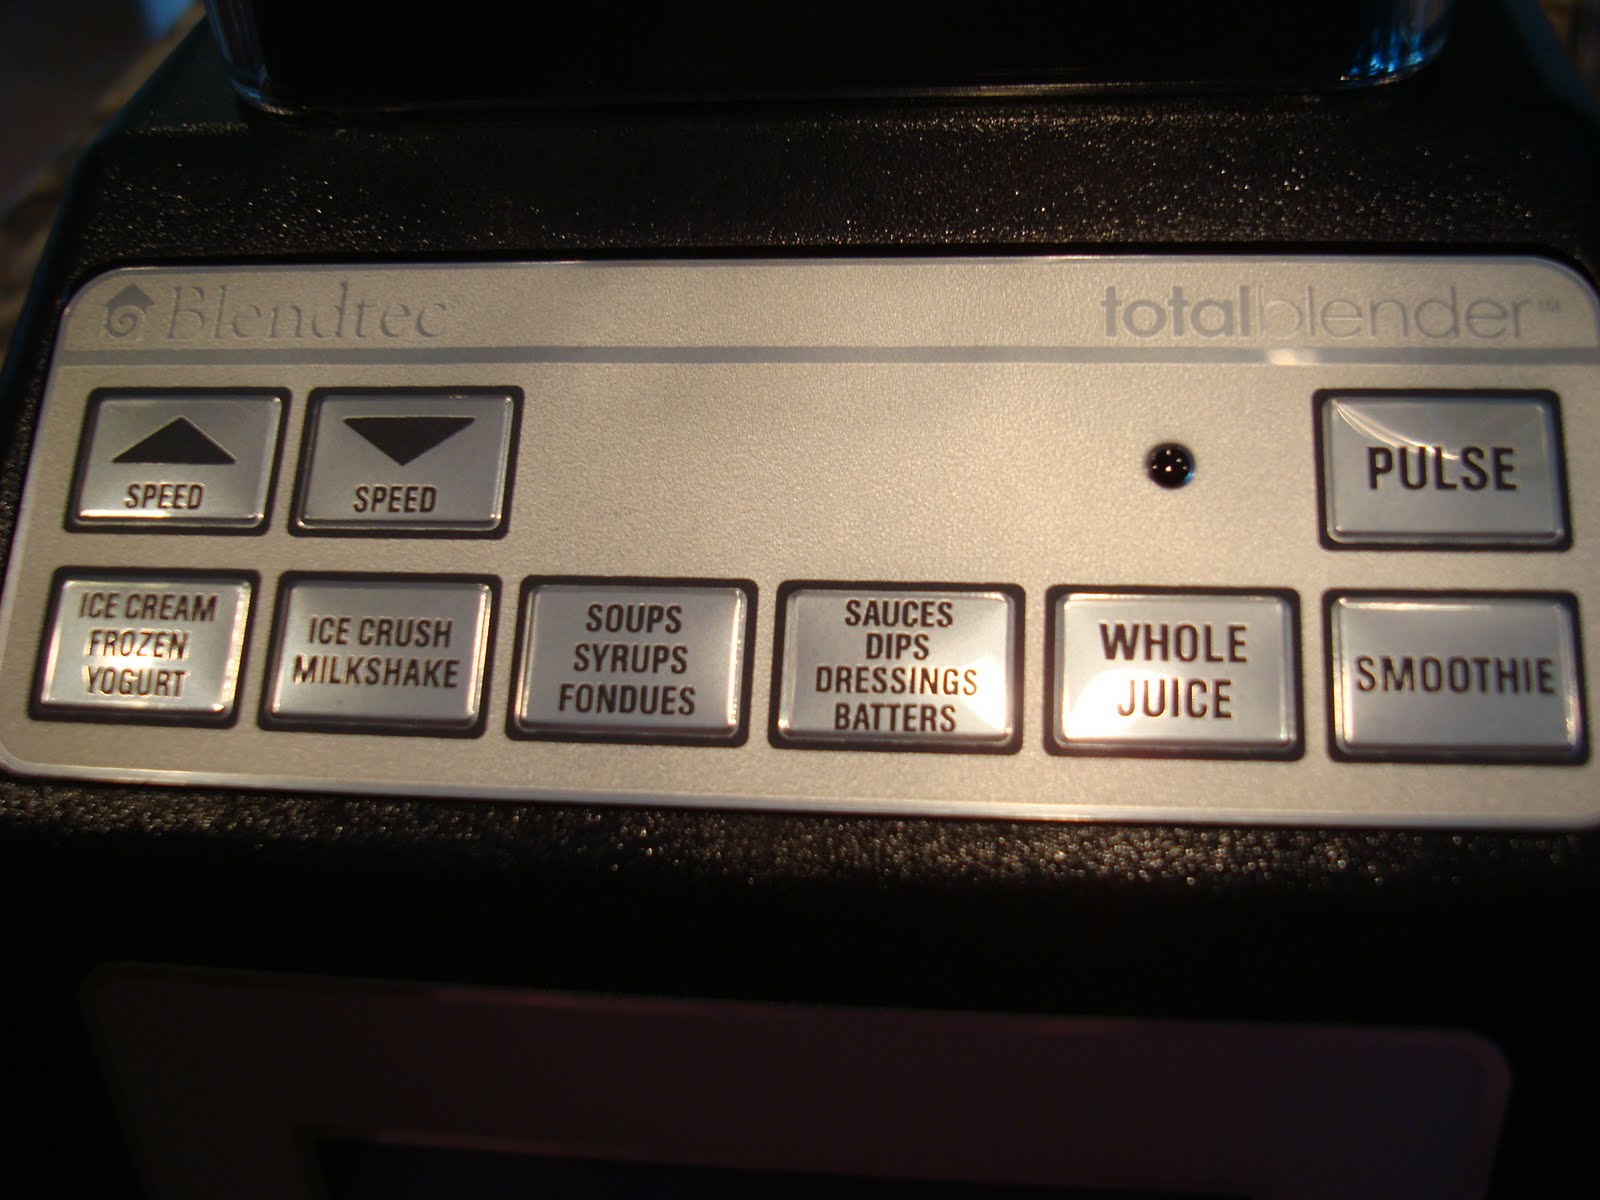 Blendtec
totalblender™
SPEED
SPEED
PULSE
ICE CREAM
FROZEN
YOGURT
ICE CRUSH
MILKSHAKE
SOUPS
SYRUPS
FONDUES
SAUCES
DIPS
DRESSINGS
BATTERS
WHOLE
JUICE
SMOOTHIE